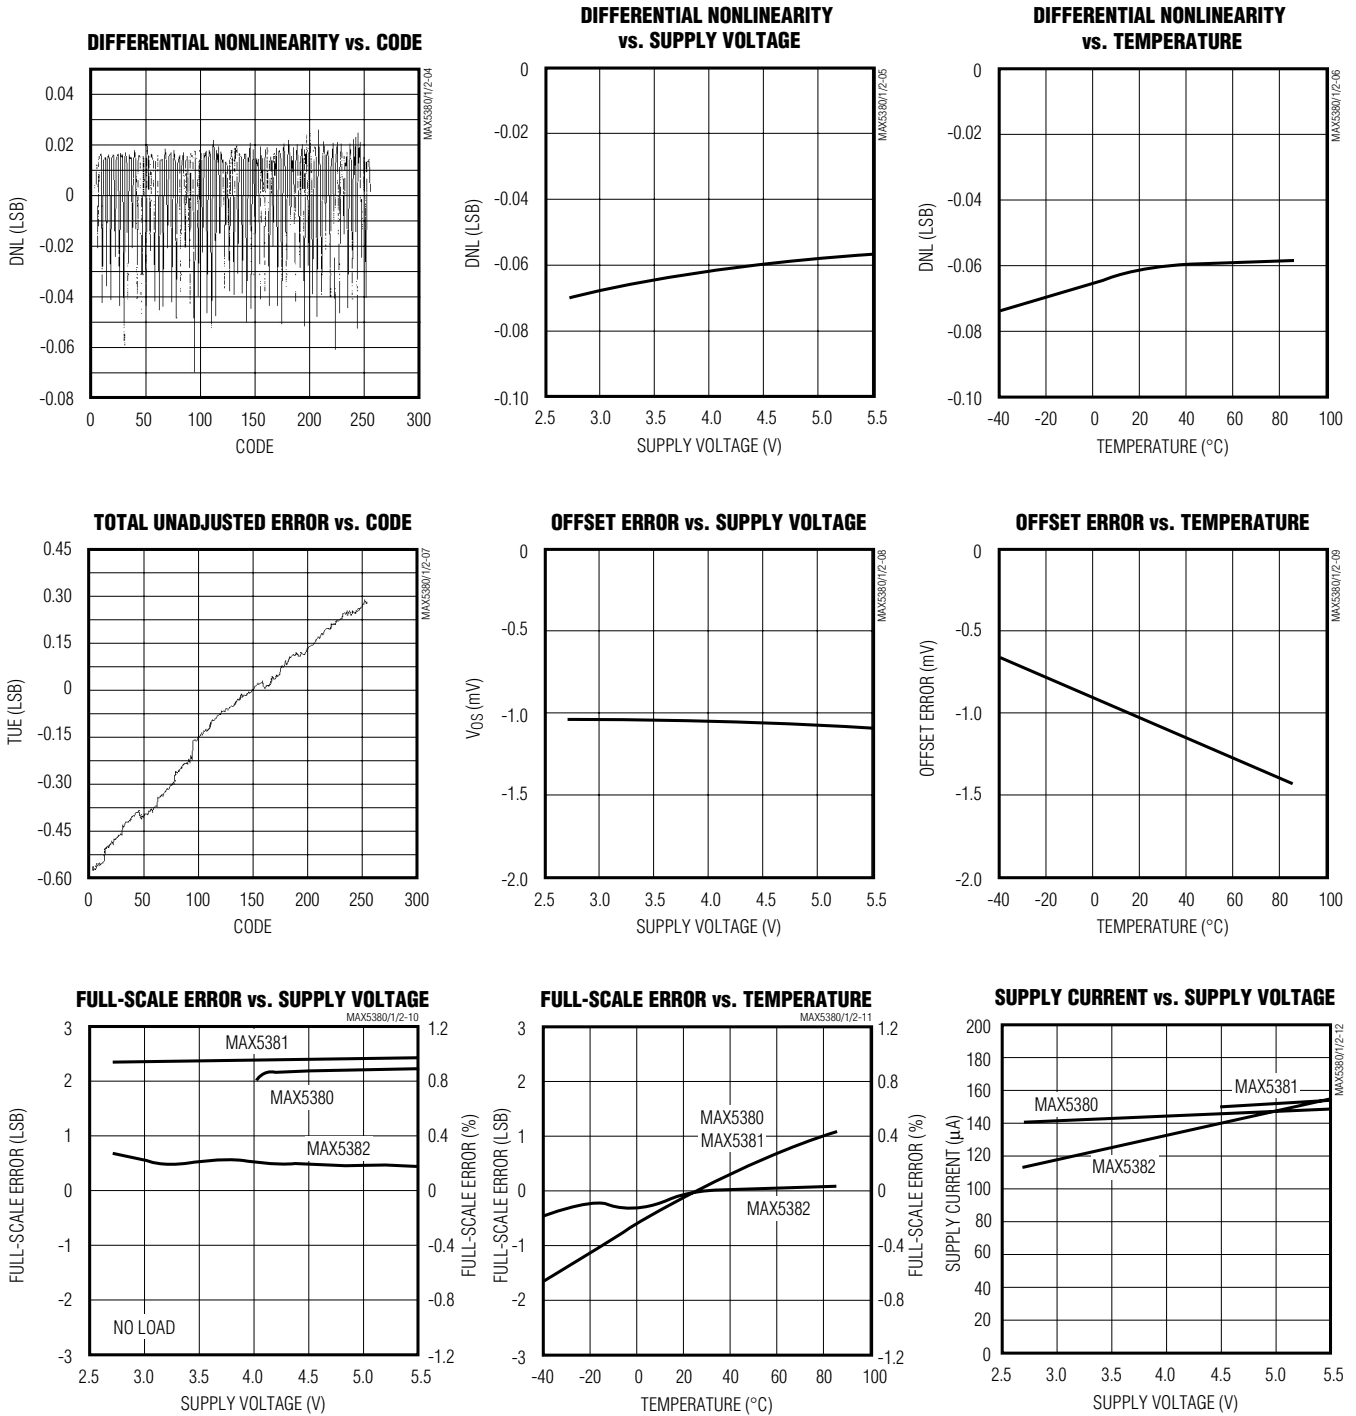 DIFFERENTIAL NONLINEARITY vs. CODE
MAX5380/1/2-04
DNL (LSB)
0.04
0.02
0
-0.02
-0.04
-0.06
-0.08
0 50 100 150 200 250 300
CODE
DIFFERENTIAL NONLINEARITY
vs. SUPPLY VOLTAGE
MAX5380/1/2-05
DNL (LSB)
0
-0.02
-0.04
-0.06
-0.08
-0.10
2.5 3.0 3.5 4.0 4.5 5.0 5.5
SUPPLY VOLTAGE (V)
DIFFERENTIAL NONLINEARITY
vs. TEMPERATURE
MAX5380/1/2-06
DNL (LSB)
0
-0.02
-0.04
-0.06
-0.08
-0.10
-40 -20 0 20 40 60 80 100
TEMPERATURE (°C)
TOTAL UNADJUSTED ERROR vs. CODE
MAX5380/1/2-07
TUE (LSB)
0.45
0.30
0.15
0
-0.15
-0.30
-0.45
-0.60
0 50 100 150 200 250 300
CODE
OFFSET ERROR vs. SUPPLY VOLTAGE
MAX5380/1/2-08
VOS (mV)
0
-0.5
-1.0
-1.5
-2.0
2.5 3.0 3.5 4.0 4.5 5.0 5.5
SUPPLY VOLTAGE (V)
OFFSET ERROR vs. TEMPERATURE
MAX5380/1/2-09
OFFSET ERROR (mV)
0
-0.5
-1.0
-1.5
-2.0
-40 -20 0 20 40 60 80 100
TEMPERATURE (°C)
FULL-SCALE ERROR vs. SUPPLY VOLTAGE
MAX5380/1/2-10
FULL-SCALE ERROR (LSB)
3
2
1
0
-1
-2
-3
MAX5381
MAX5380
MAX5382
NO LOAD
1.2
0.8
0.4
0
-0.4
-0.8
-1.2
FULL-SCALE ERROR (%)
2.5 3.0 3.5 4.0 4.5 5.0 5.5
SUPPLY VOLTAGE (V)
FULL-SCALE ERROR vs. TEMPERATURE
MAX5380/1/2-11
FULL-SCALE ERROR (LSB)
3
2
1
0
-1
-2
-3
MAX5380
MAX5381
MAX5382
1.2
0.8
0.4
0
-0.4
-0.8
-1.2
FULL-SCALE ERROR (%)
-40 -20 0 20 40 60 80 100
TEMPERATURE (°C)
SUPPLY CURRENT vs. SUPPLY VOLTAGE
MAX5380/1/2-12
SUPPLY CURRENT (µA)
200
180
160
140
120
100
80
60
40
20
0
MAX5381
MAX5380
MAX5382
2.5 3.0 3.5 4.0 4.5 5.0 5.5
SUPPLY VOLTAGE (V)